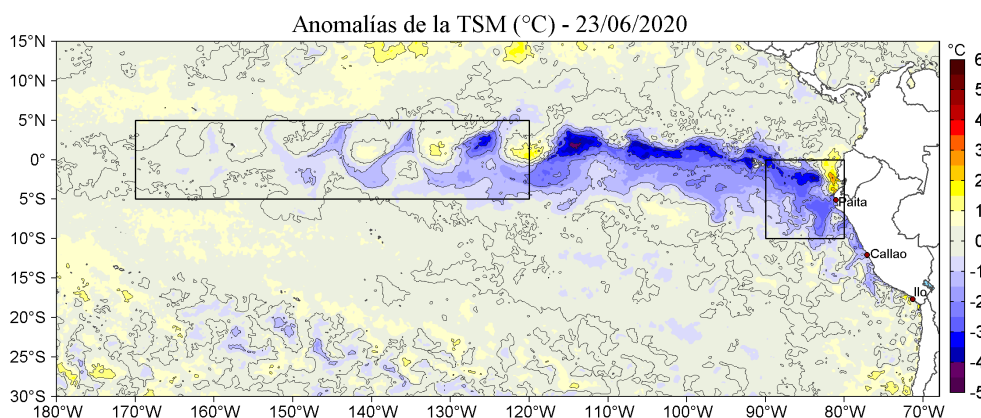 Anomalías de la TSM (°C) - 23/06/2020
15°N
10°N
5°N
0°
5°S
10°S
15°S
20°S
25°S
30°S
180°W
170°W
160°W
150°W
140°W
130°W
120°W
110°W
100°W
90°W
80°W
70°W
Paita
Callao
Ilo
°C
6
5
4
3
2
1
0
-1
-2
-3
-4
-5